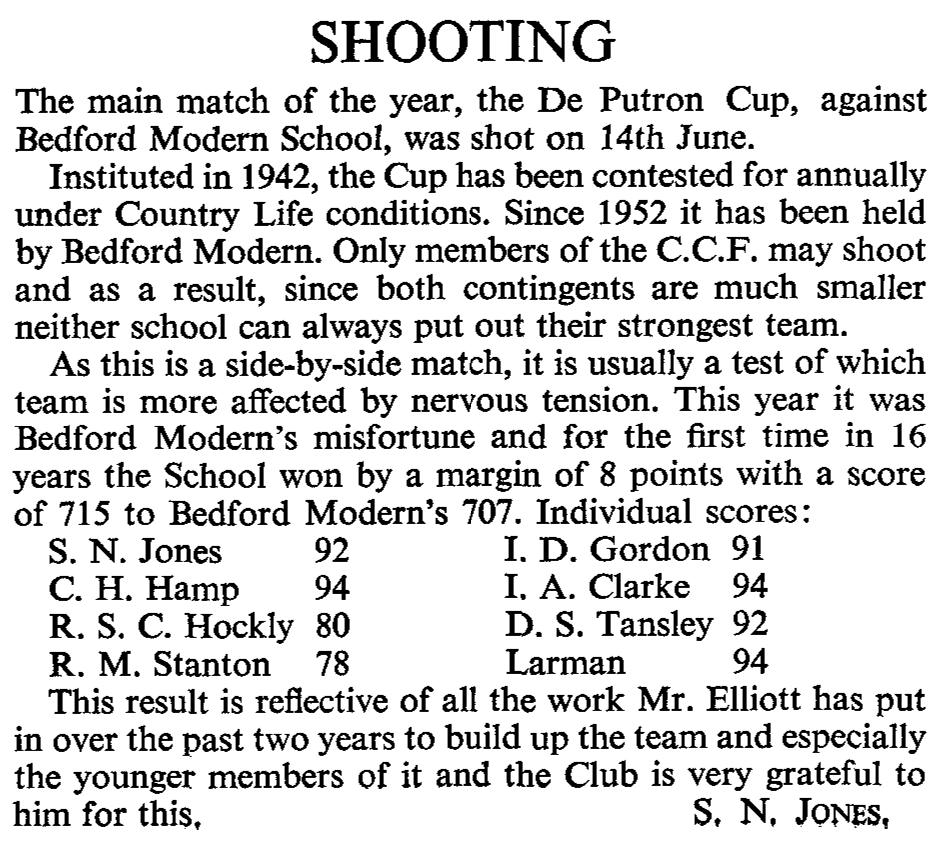 SHOOTING
The main match of the year, the De Putron Cup, against
Bedford Modern School, was shot on 14th June.
Instituted in 1942, the Cup has been contested for annually
under Country Life conditions. Since 1952 it has been held
by Bedford Modern. Only members of the C.C.F. may shoot
and as a result, since both contingents are much smaller
neither school can always put out their strongest team.
As this is a side-by-side match, it is usually a test of which
team is more affected by nervous tension. This year it was
Bedford Modern's misfortune and for the first time in 16
years the School won by a margin of 8 points with a score
of 715 to Bedford Modern's 707. Individual scores:
S. N. Jones 92 I. D. Gordon 91
C. H. Hamp 94 I. A. Clarke 94
R. S. C. Hockly 80 D. S. Tansley 92
R. M. Stanton 78 Larman 94
This result is reflective of all the work Mr. Elliott has put
in over the past two years to build up the team and especially
the younger members of it and the Club is very grateful to
him for this. S. N. JONES.